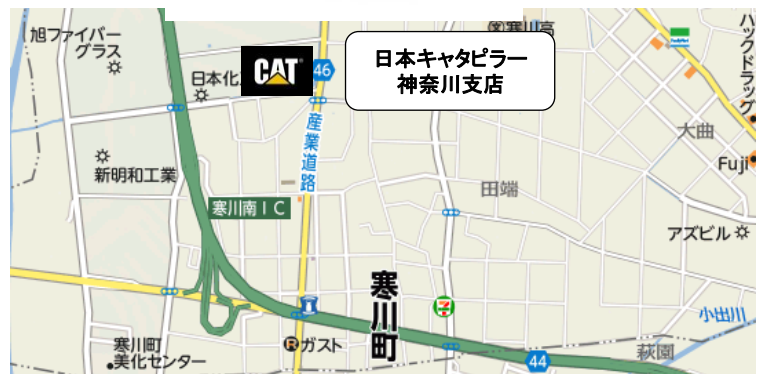 旭ファイバー
グラス
寒川高
ハックドラッグ
日本化
CAT
46
日本キャタピラー
神奈川支店
産業道路
大曲
Fuji
新明和工業
田端
寒川南IC
アズビル
寒川町
7
小出川
寒川町
美化センター
ガスト
萩園
44